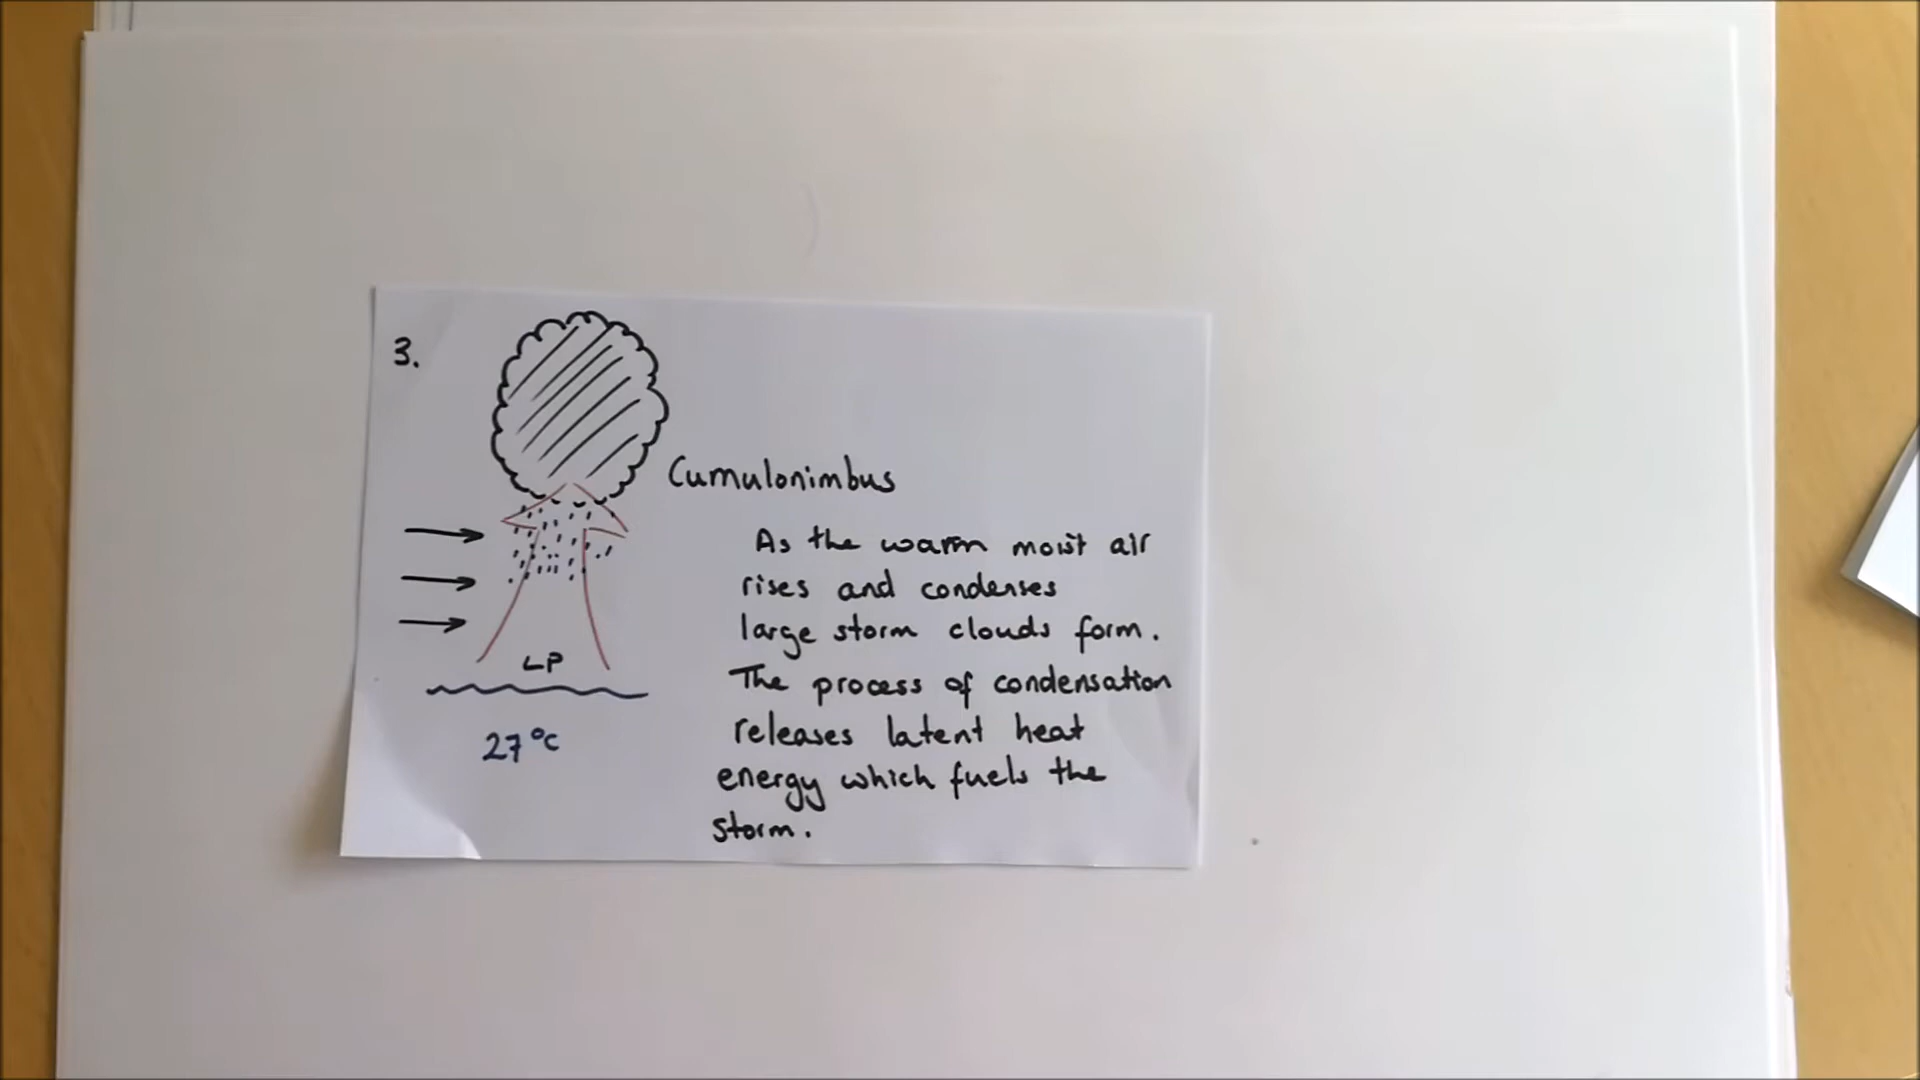 3.
Cumulonimbus
As the warm moist air
rises and condenses
large storm clouds form.
The process of condensation
releases latent heat
energy which fuels the
storm.
LP
27°C